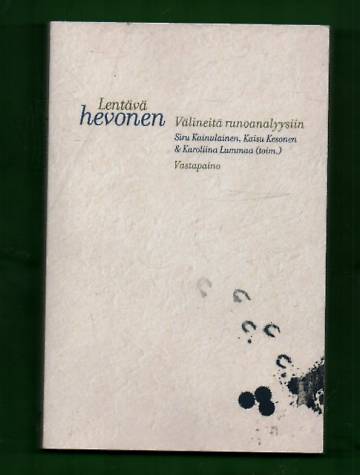 Lentävä
hevonen Välineitä runoanalyysiin
Siru Kainulainen, Kaisu Kesonen
& Karoliina Lummaa (toim.)
Vastapaino